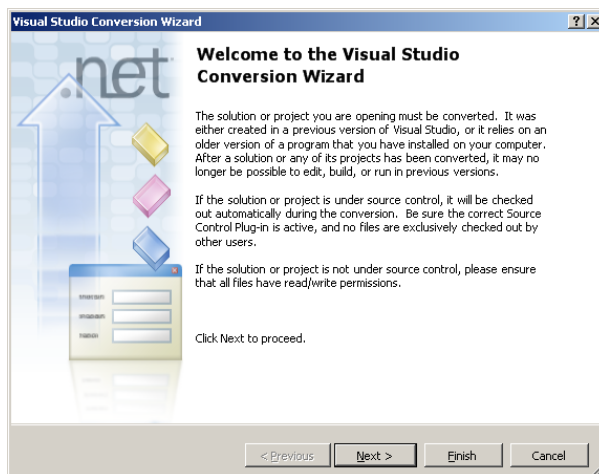 Visual Studio Conversion Wizard
.net
Welcome to the Visual Studio
Conversion Wizard
The solution or project you are opening must be converted. It was
either created in a previous version of Visual Studio, or it relies on an
older version of a program that you have installed on your computer.
After a solution or any of its projects has been converted, it may no
longer be possible to edit, build, or run in previous versions.
If the solution or project is under source control, it will be checked
out automatically during the conversion. Be sure the correct Source
Control Plug-in is active, and no files are exclusively checked out by
other users.
If the solution or project is not under source control, please ensure
that all files have read/write permissions.
Click Next to proceed.
< Previous Next > Finish Cancel